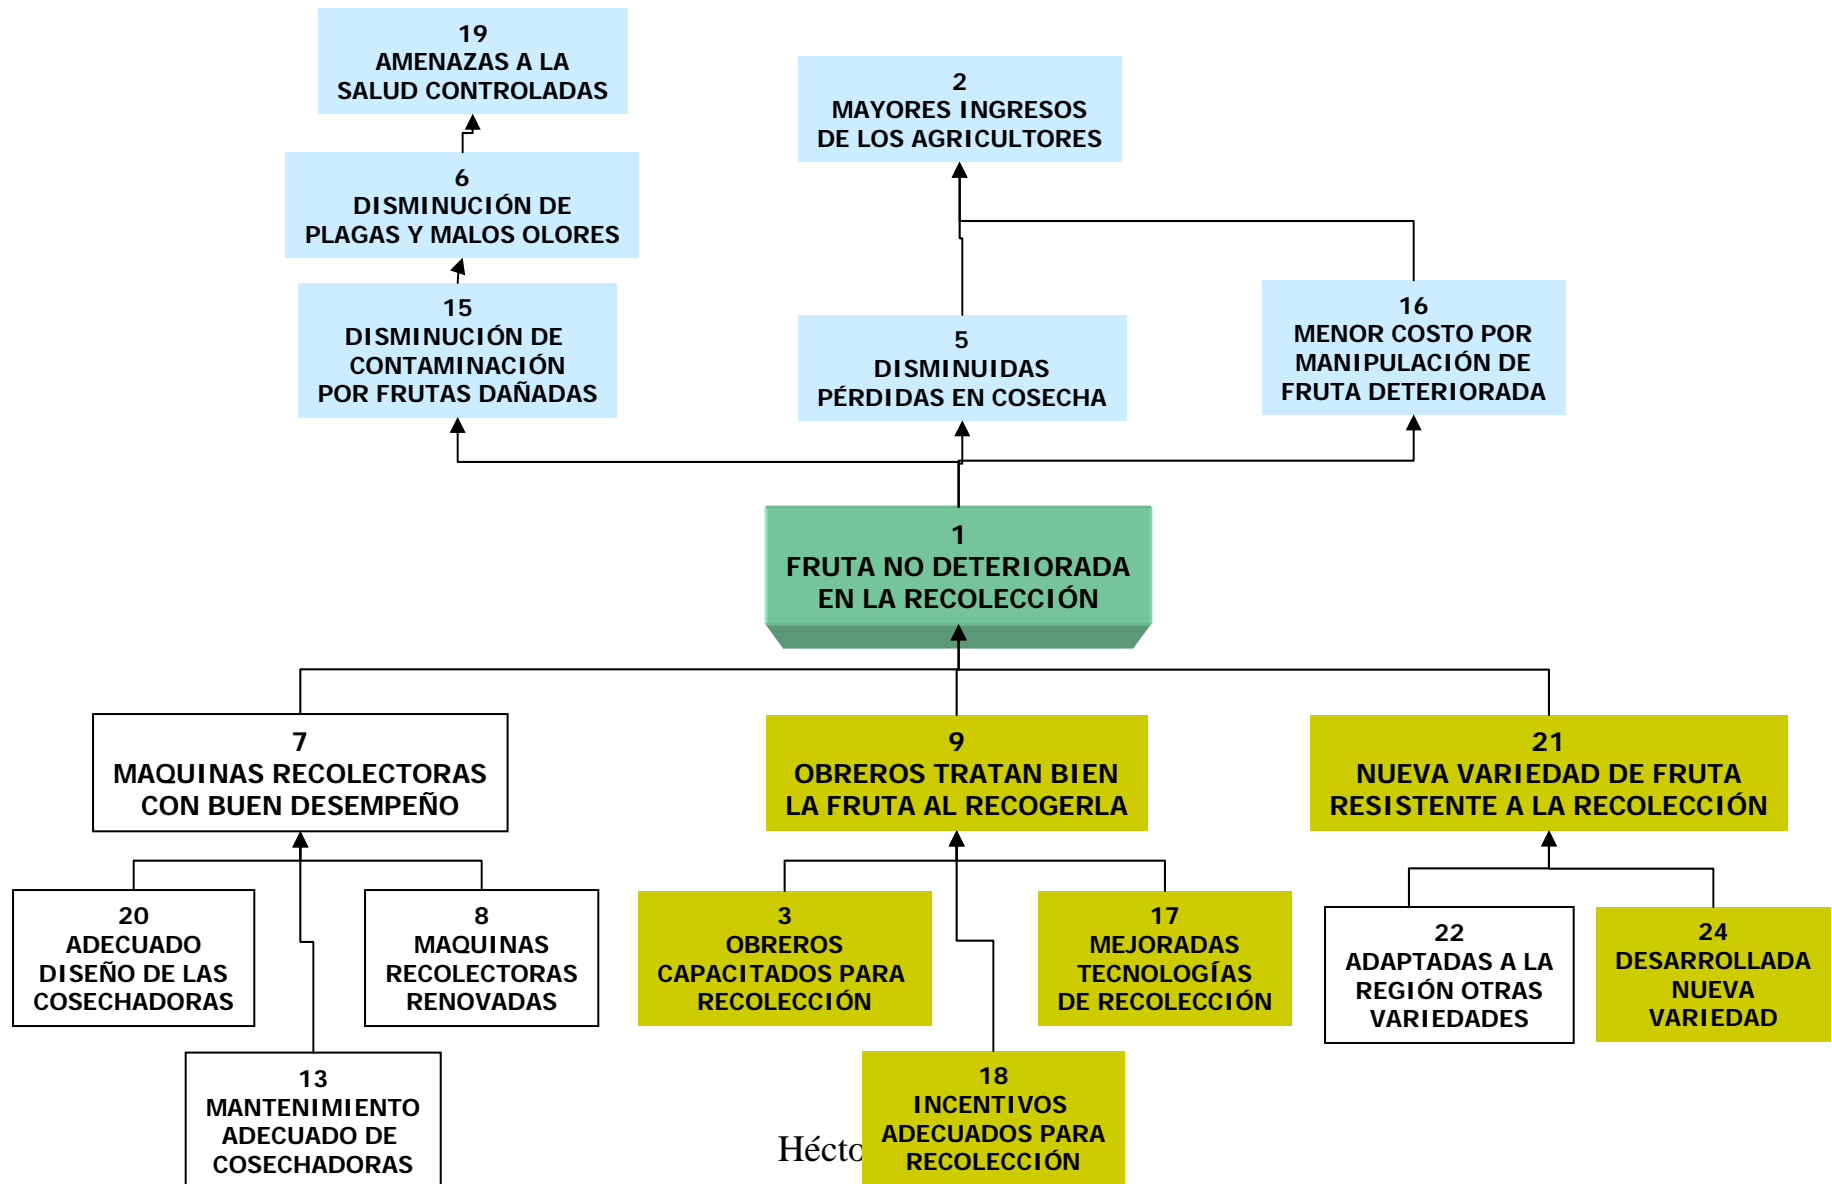 19
AMENAZAS A LA
SALUD CONTROLADAS
2
MAYORES INGRESOS
DE LOS AGRICULTORES
6
DISMINUCIÓN DE
PLAGAS Y MALOS OLORES
15
DISMINUCIÓN DE
CONTAMINACIÓN
POR FRUTAS DAÑADAS
5
DISMINUIDAS
PÉRDIDAS EN COSECHA
16
MENOR COSTO POR
MANIPULACIÓN DE
FRUTA DETERIORADA
1
FRUTA NO DETERIORADA
EN LA RECOLECCIÓN
7
MAQUINAS RECOLECTORAS
CON BUEN DESEMPEÑO
9
OBREROS TRATAN BIEN
LA FRUTA AL RECOGERLA
21
NUEVA VARIEDAD DE FRUTA
RESISTENTE A LA RECOLECCIÓN
20
ADECUADO
DISEÑO DE LAS
COSECHADORAS
8
MAQUINAS
RECOLECTORAS
RENOVADAS
3
OBREROS
CAPACITADOS PARA
RECOLECCIÓN
17
MEJORADAS
TECNOLOGÍAS
DE RECOLECCIÓN
22
ADAPTADAS A LA
REGIÓN OTRAS
VARIEDADES
24
DESARROLLADA
NUEVA
VARIEDAD
13
MANTENIMIENTO
ADECUADO DE
COSECHADORAS
18
INCENTIVOS
ADECUADOS PARA
RECOLECCIÓN
Hécto